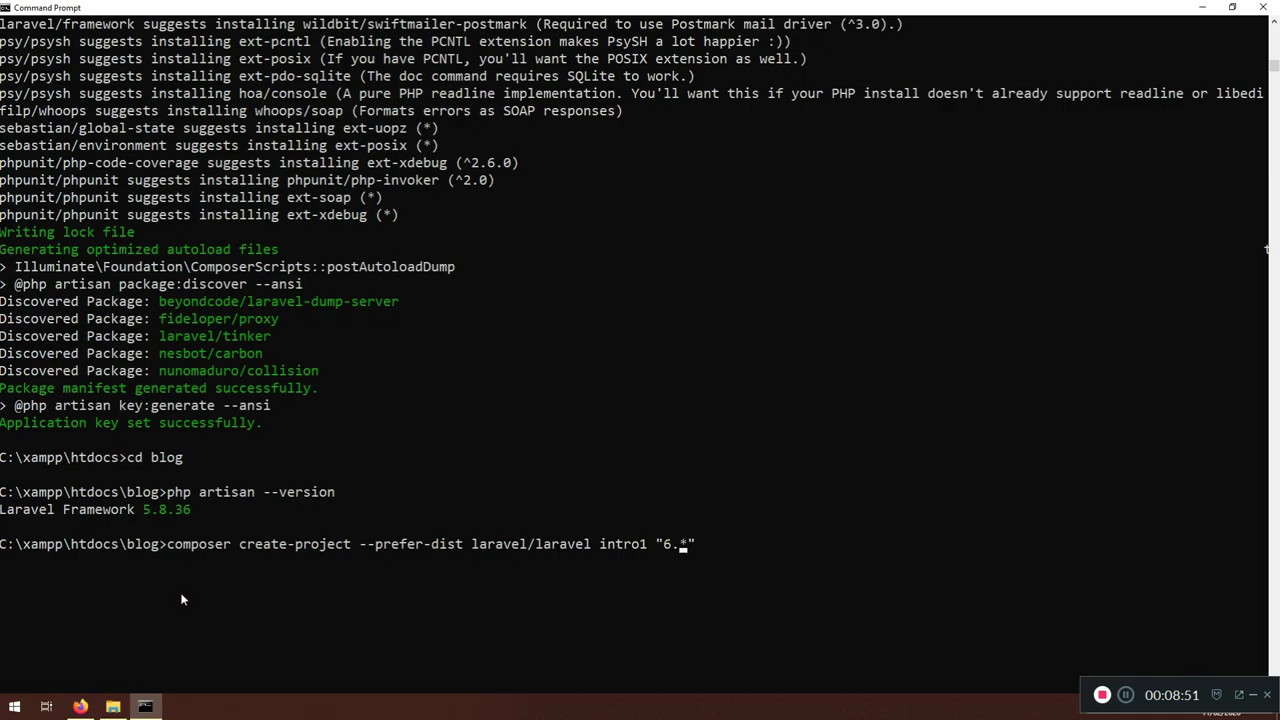 Command Prompt
laravel/framework suggests installing wildbit/swiftmailer-postmark (Required to use Postmark mail driver (^3.0).)
psy/psysh suggests installing ext-pcntl (Enabling the PCNTL extension makes PsySH a lot happier :))
psy/psysh suggests installing ext-posix (If you have PCNTL, you'll want the POSIX extension as well.)
psy/psysh suggests installing ext-pdo-sqlite (The doc command requires SQLite to work.)
psy/psysh suggests installing hoa/console (A pure PHP readline implementation. You'll want this if your PHP install doesn't already support readline or libedi
filp/whoops suggests installing whoops/soap (Formats errors as SOAP responses)
sebastian/global-state suggests installing ext-uopz (*)
sebastian/environment suggests installing ext-posix (*)
phpunit/php-code-coverage suggests installing ext-xdebug (^2.6.0)
phpunit/phpunit suggests installing phpunit/php-invoker (^2.0)
phpunit/phpunit suggests installing ext-soap (*)
phpunit/phpunit suggests installing ext-xdebug (*)
Writing lock file
Generating optimized autoload files
> Illuminate\Foundation\ComposerScripts::postAutoloadDump
> @php artisan package:discover --ansi
Discovered Package: beyondcode/laravel-dump-server
Discovered Package: fideloper/proxy
Discovered Package: laravel/tinker
Discovered Package: nesbot/carbon
Discovered Package: nunomaduro/collision
Package manifest generated successfully.
> @php artisan key:generate --ansi
Application key set successfully.
C:\xampp\htdocs>cd blog
C:\xampp\htdocs\blog>php artisan --version
Laravel Framework 5.8.36
C:\xampp\htdocs\blog>composer create-project --prefer-dist laravel/laravel intro1 "6.*"
00:08:51